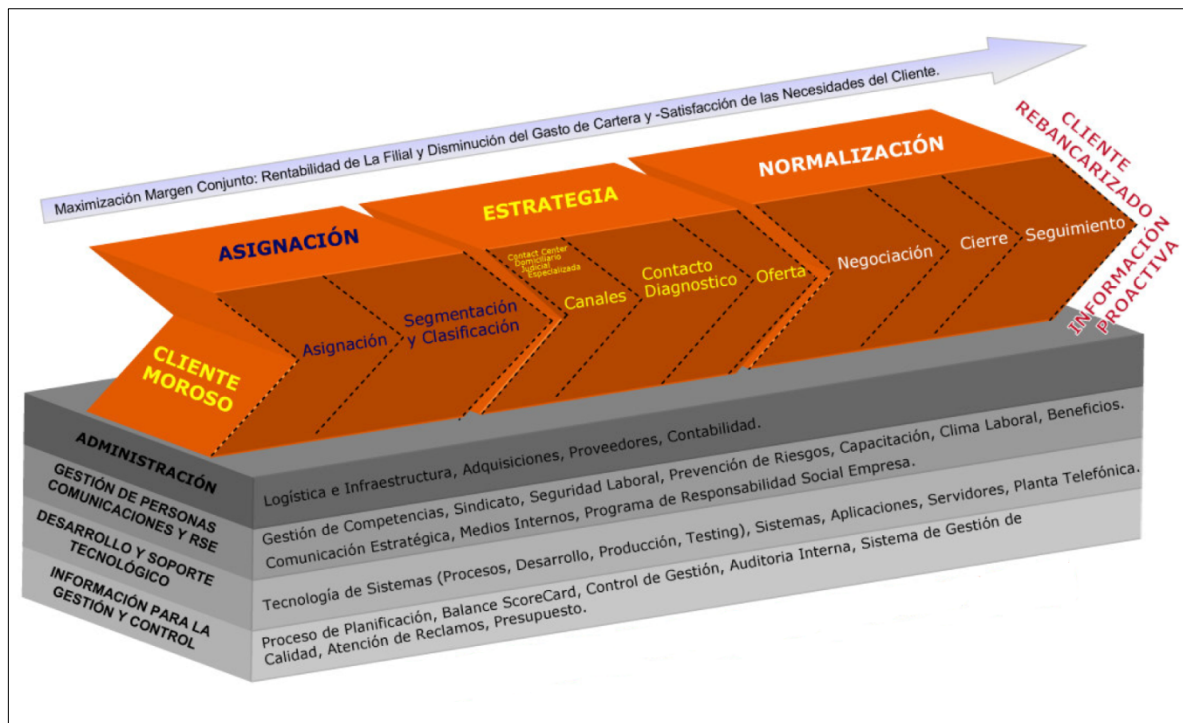 Maximización Margen Conjunto: Rentabilidad de La Filial y Disminución del Gasto de Cartera y -Satisfacción de las Necesidades del Cliente.
ASIGNACIÓN
ESTRATEGIA
NORMALIZACIÓN
CLIENTE
REBANCARIZADO
CLIENTE
MOROSO
Asignación
Segmentación
y Clasificación
Contact Center
Domiciliario
Judicial
Especializada
Canales
Contacto
Diagnostico
Oferta
Negociación
Cierre
Seguimiento
INFORMACIÓN
PROACTIVA
ADMINISTRACIÓN
Logística e Infraestructura, Adquisiciones, Proveedores, Contabilidad.
GESTIÓN DE PERSONAS
COMUNICACIONES Y RSE
Gestión de Competencias, Sindicato, Seguridad Laboral, Prevención de Riesgos, Capacitación, Clima Laboral, Beneficios.
Comunicación Estratégica, Medios Internos, Programa de Responsabilidad Social Empresa.
DESARROLLO Y SOPORTE
TECNOLÓGICO
Tecnología de Sistemas (Procesos, Desarrollo, Producción, Testing), Sistemas, Aplicaciones, Servidores, Planta Telefónica.
INFORMACIÓN PARA LA
GESTIÓN Y CONTROL
Proceso de Planificación, Balance ScoreCard, Control de Gestión, Auditoria Interna, Sistema de Gestión de
Calidad, Atención de Reclamos, Presupuesto.